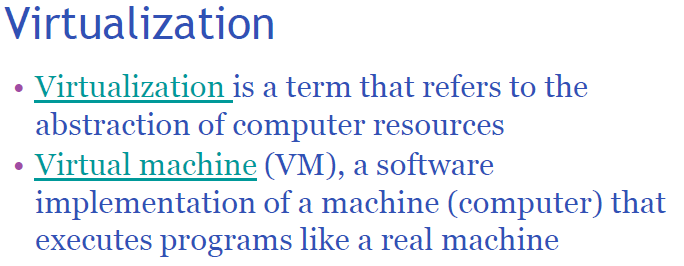 Virtualization
• Virtualization is a term that refers to the
abstraction of computer resources
• Virtual machine (VM), a software
implementation of a machine (computer) that
executes programs like a real machine